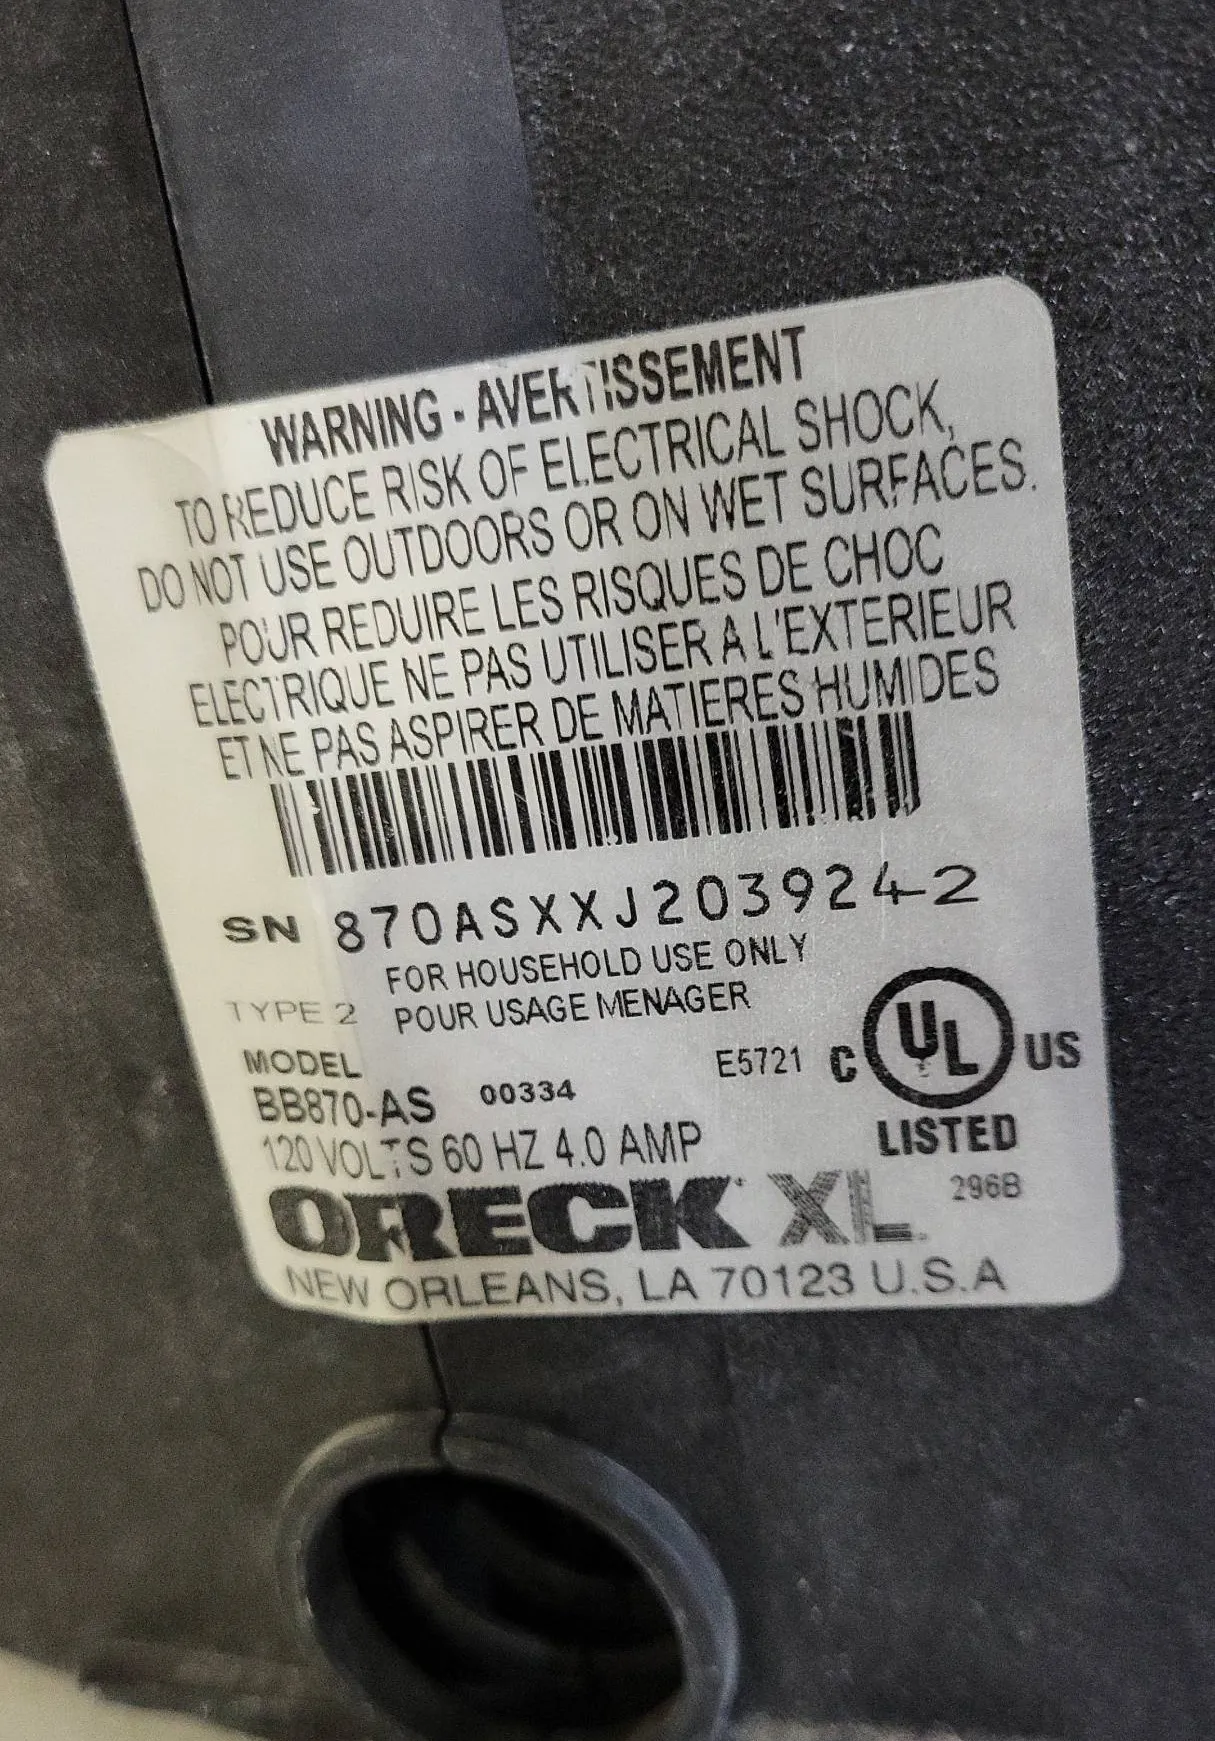 WARNING - AVERTISSEMENT
TO REDUCE RISK OF ELECTRICAL SHOCK,
DO NOT USE OUTDOORS OR ON WET SURFACES.
POUR REDUIRE LES RISQUES DE CHOC
ELECTRIQUE NE PAS UTILISER A L'EXTERIEUR
ET NE PAS ASPIRER DE MATIERES HUMIDES
SN 870ASXXJ203924-2
FOR HOUSEHOLD USE ONLY
TYPE 2 POUR USAGE MENAGER
MODEL
BB870-AS 00334 E5721 C UL US
LISTED
120 VOLTS 60 HZ 4.0 AMP
296B
ORECK XL
NEW ORLEANS, LA 70123 U.S.A